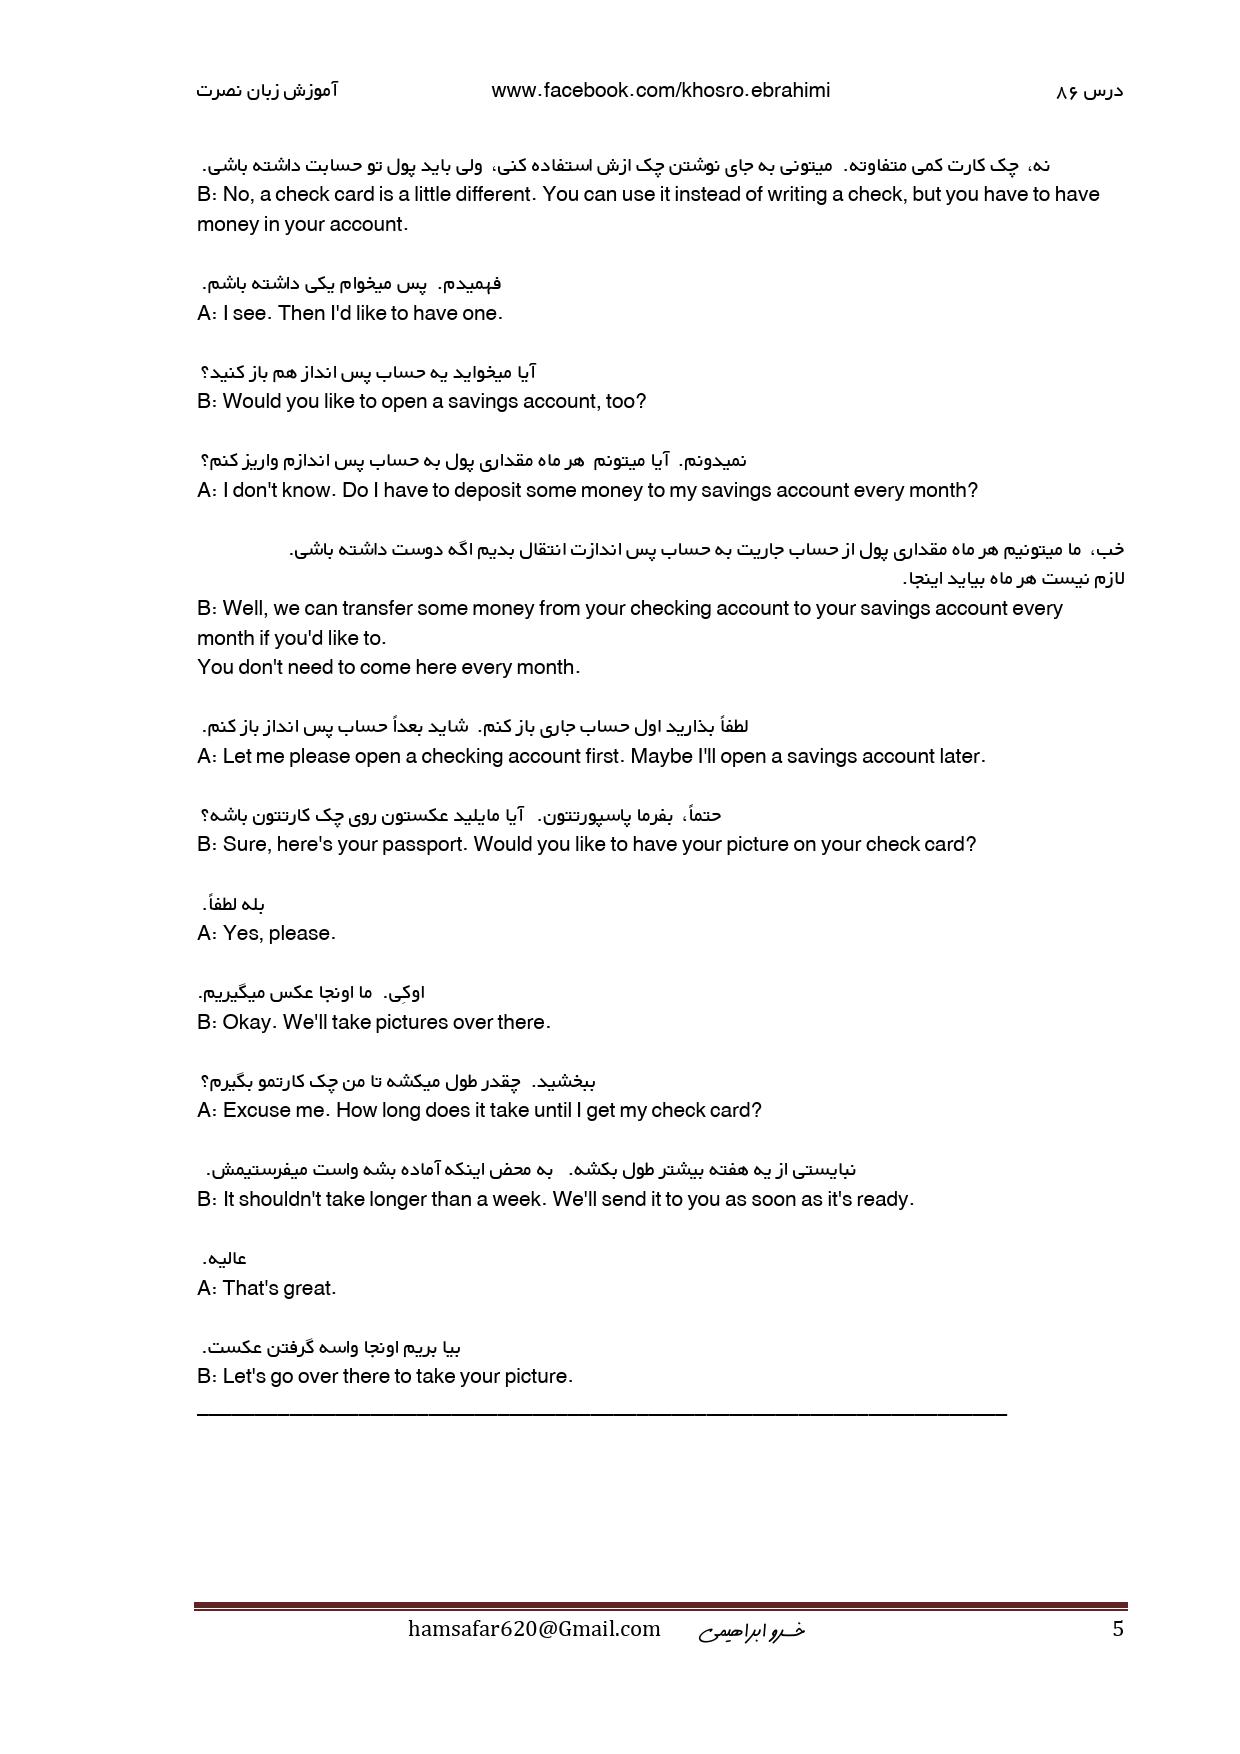 درس ۸۶ www.facebook.com/khosro.ebrahimi آموزش زبان نصرت
نه، چک کارت کمی متفاوته. میتونی به جای نوشتن چک ازش استفاده کنی، ولی باید پول تو حسابت داشته باشی.
B: No, a check card is a little different. You can use it instead of writing a check, but you have to have
money in your account.
فهمیدم. پس میخوام یکی داشته باشم.
A: I see. Then I'd like to have one.
آیا میخواید یه حساب پس انداز هم باز کنید؟
B: Would you like to open a savings account, too?
نمیدونم. آیا میتونم هر ماه مقداری پول به حساب پس اندازم واریز کنم؟
A: I don't know. Do I have to deposit some money to my savings account every month?
خب، ما میتونیم هر ماه مقداری پول از حساب جاریت به حساب پس اندازت انتقال بدیم اگه دوست داشته باشی.
لازم نیست هر ماه بیاید اینجا.
B: Well, we can transfer some money from your checking account to your savings account every
month if you'd like to.
You don't need to come here every month.
لطفاً بذارید اول حساب جاری باز کنم. شاید بعداً حساب پس انداز باز کنم.
A: Let me please open a checking account first. Maybe I'll open a savings account later.
حتماً، بفرما پاسپورتتون. آیا مایلید عکستون روی چک کارتتون باشه؟
B: Sure, here's your passport. Would you like to have your picture on your check card?
بله لطفاً.
A: Yes, please.
اوکِی. ما اونجا عکس میگیریم.
B: Okay. We'll take pictures over there.
ببخشید. چقدر طول میکشه تا من چک کارتمو بگیرم؟
A: Excuse me. How long does it take until I get my check card?
نبایستی از یه هفته بیشتر طول بکشه. به محض اینکه آماده بشه واست میفرستیمش.
B: It shouldn't take longer than a week. We'll send it to you as soon as it's ready.
عالیه.
A: That's great.
بیا بریم اونجا واسه گرفتن عکست.
B: Let's go over there to take your picture.
hamsafar620@Gmail.com خسرو ابراهیمی 5